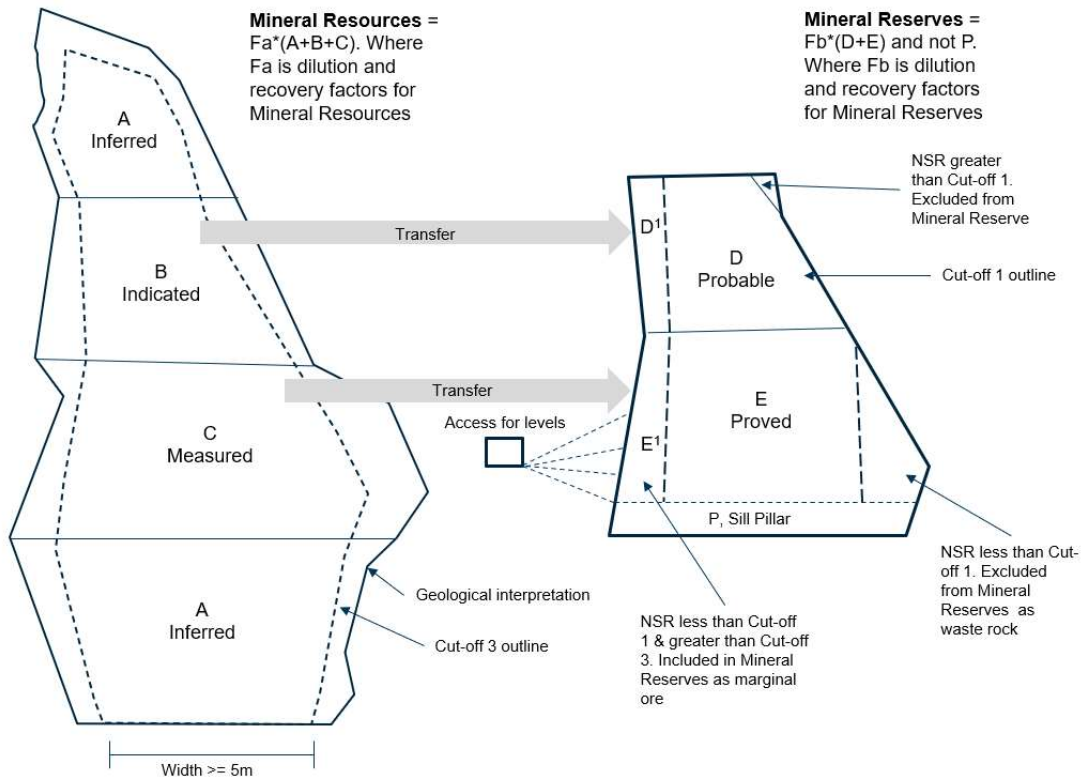 Mineral Resources =
Fa*(A+B+C). Where
Fa is dilution and
recovery factors for
Mineral Resources
Mineral Reserves =
Fb*(D+E) and not P.
Where Fb is dilution
and recovery factors
for Mineral Reserves
A
Inferred
NSR greater
than Cut-off 1.
Excluded from
Mineral Reserve
Transfer
D¹
B
Indicated
D
Probable
Cut-off 1 outline
Transfer
Access for levels
E
Proved
C
Measured
E¹
P, Sill Pillar
NSR less than Cut-
off 1. Excluded
from Mineral
Reserves as
waste rock
Geological interpretation
A
Inferred
Cut-off 3 outline
NSR less than Cut-off
1 & greater than Cut-off
3. Included in Mineral
Reserves as marginal
ore
Width >= 5m